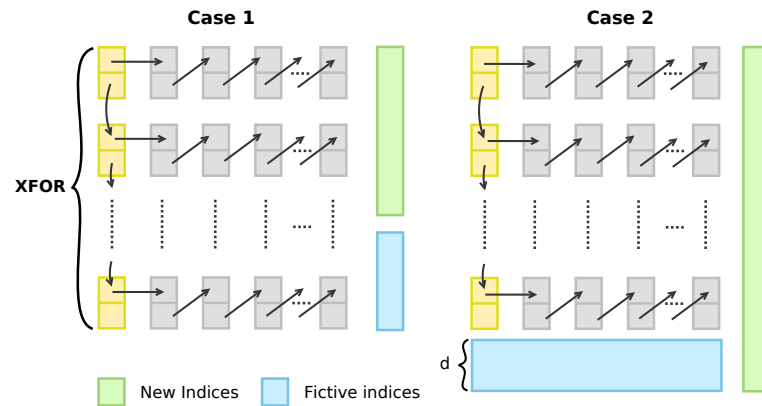 Case 1
Case 2
XFOR
d
New Indices
Fictive indices